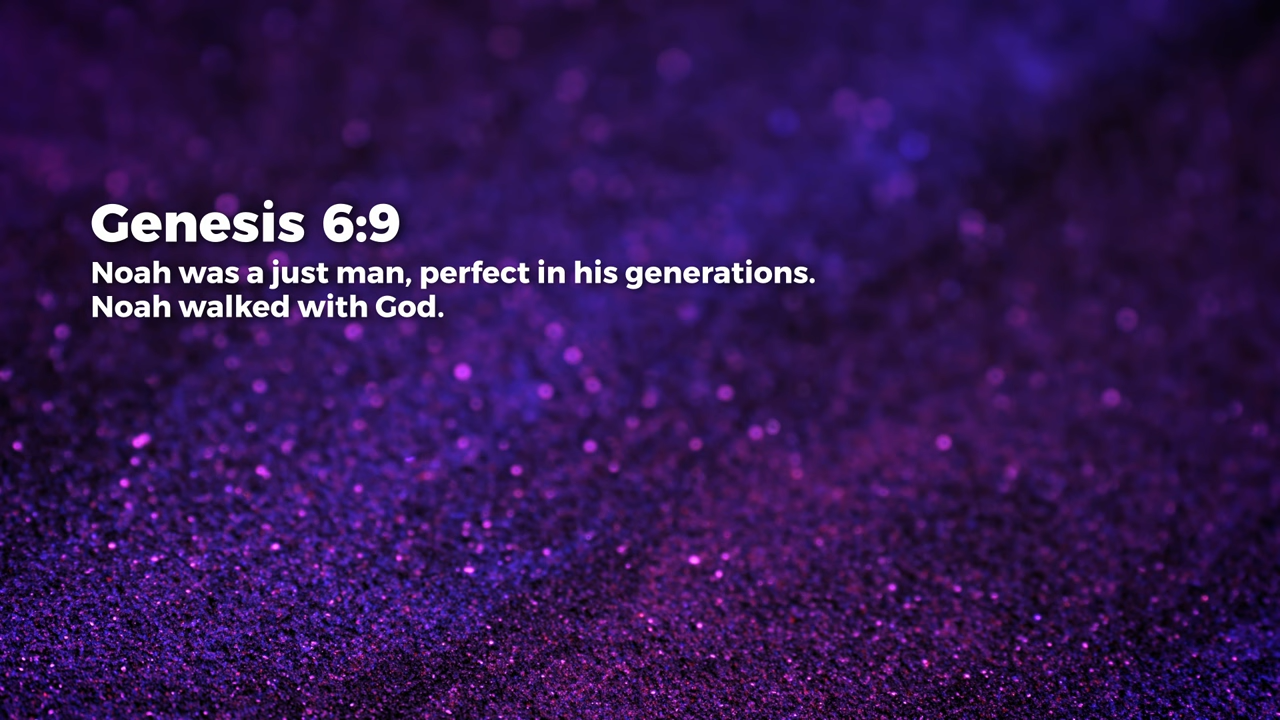 Genesis 6:9
Noah was a just man, perfect in his generations.
Noah walked with God.